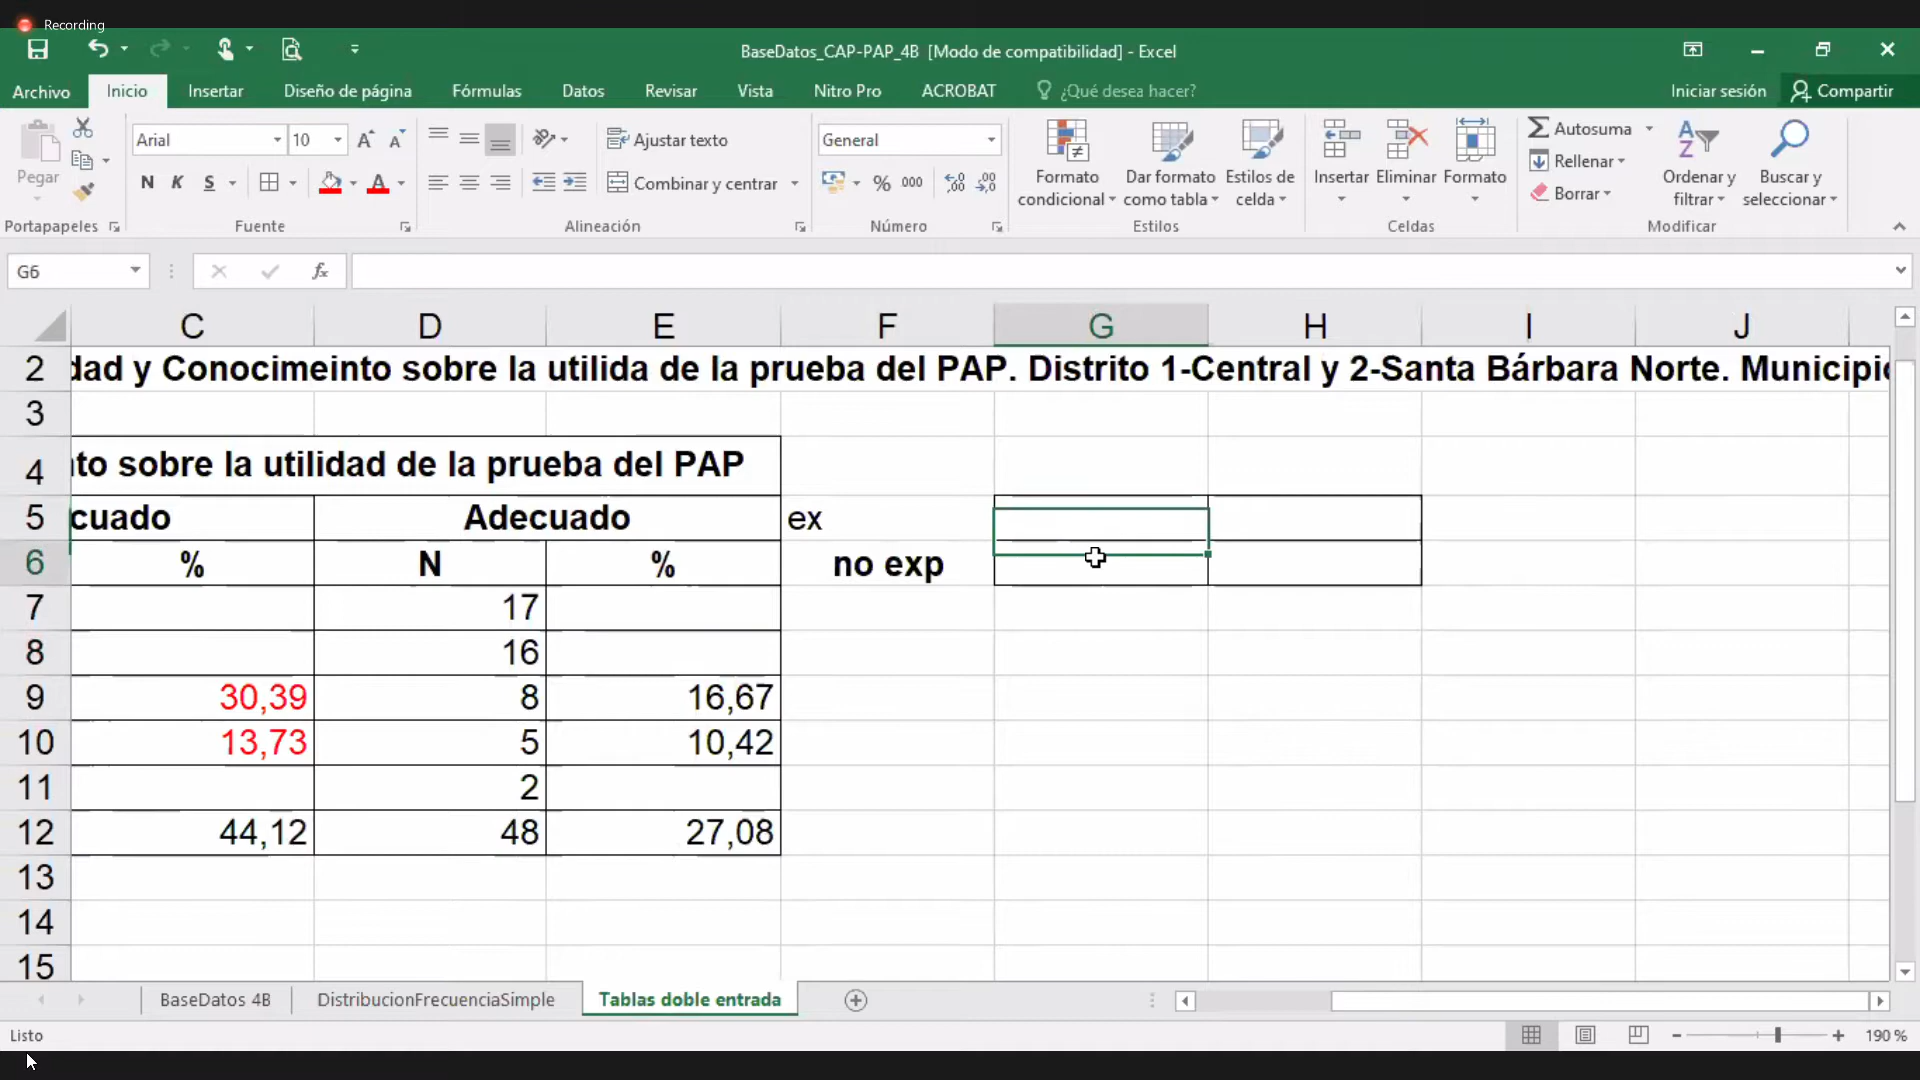 Recording
BaseDatos_CAP-PAP_4B [Modo de compatibilidad] - Excel
Archivo Inicio Insertar Diseño de página Fórmulas Datos Revisar Vista Nitro Pro ACROBAT ¿Qué desea hacer? Iniciar sesión Compartir
Pegar
Portapapeles
Arial 10
N K S
Fuente
Ajustar texto
Combinar y centrar
Alineación
General
% 000
Número
Formato condicional
Dar formato como tabla
Estilos de celda
Estilos
Insertar Eliminar Formato
Celdas
Autosuma
Rellenar
Borrar
Ordenar y filtrar
Buscar y seleccionar
Modificar
G6 fx
C D E F G H I J
2 dad y Conocimeinto sobre la utilida de la prueba del PAP. Distrito 1-Central y 2-Santa Bárbara Norte. Municipio
3
4 to sobre la utilidad de la prueba del PAP
5 cuado Adecuado ex
6 % N % no exp
7 17
8 16
9 30,39 8 16,67
10 13,73 5 10,42
11 2
12 44,12 48 27,08
13
14
15
BaseDatos 4B DistribucionFrecuenciaSimple Tablas doble entrada
Listo 190 %